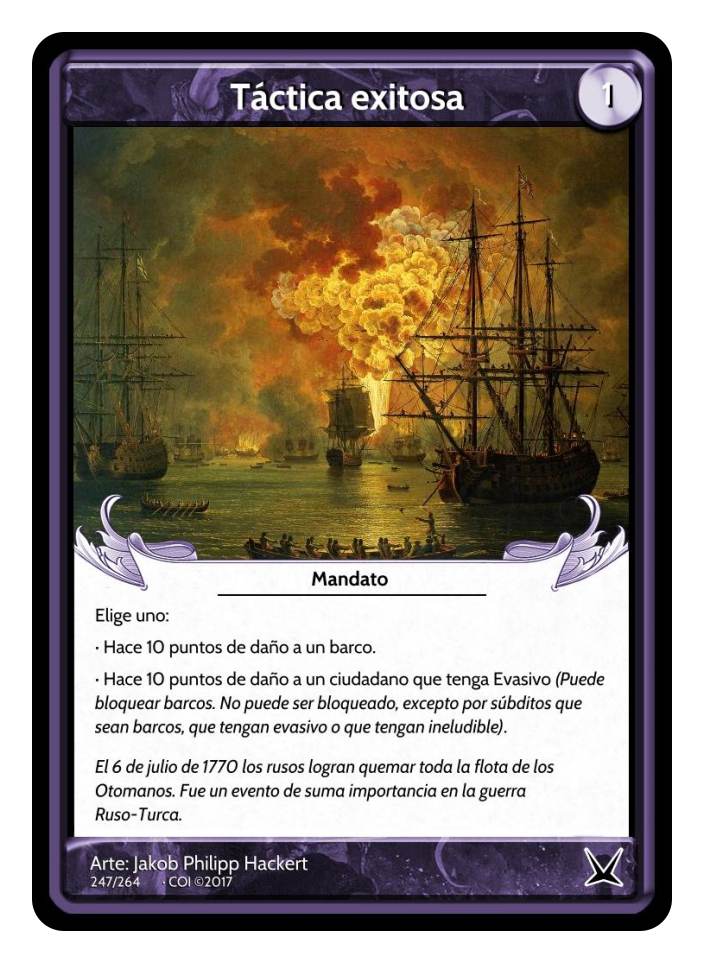 Táctica exitosa
1
Mandato
Elige uno:
· Hace 10 puntos de daño a un barco.
· Hace 10 puntos de daño a un ciudadano que tenga Evasivo (Puede
bloquear barcos. No puede ser bloqueado, excepto por súbditos que
sean barcos, que tengan evasivo o que tengan ineludible).
El 6 de julio de 1770 los rusos logran quemar toda la flota de los
Otomanos. Fue un evento de suma importancia en la guerra
Ruso-Turca.
Arte: Jakob Philipp Hackert
247/264 · COI ©2017